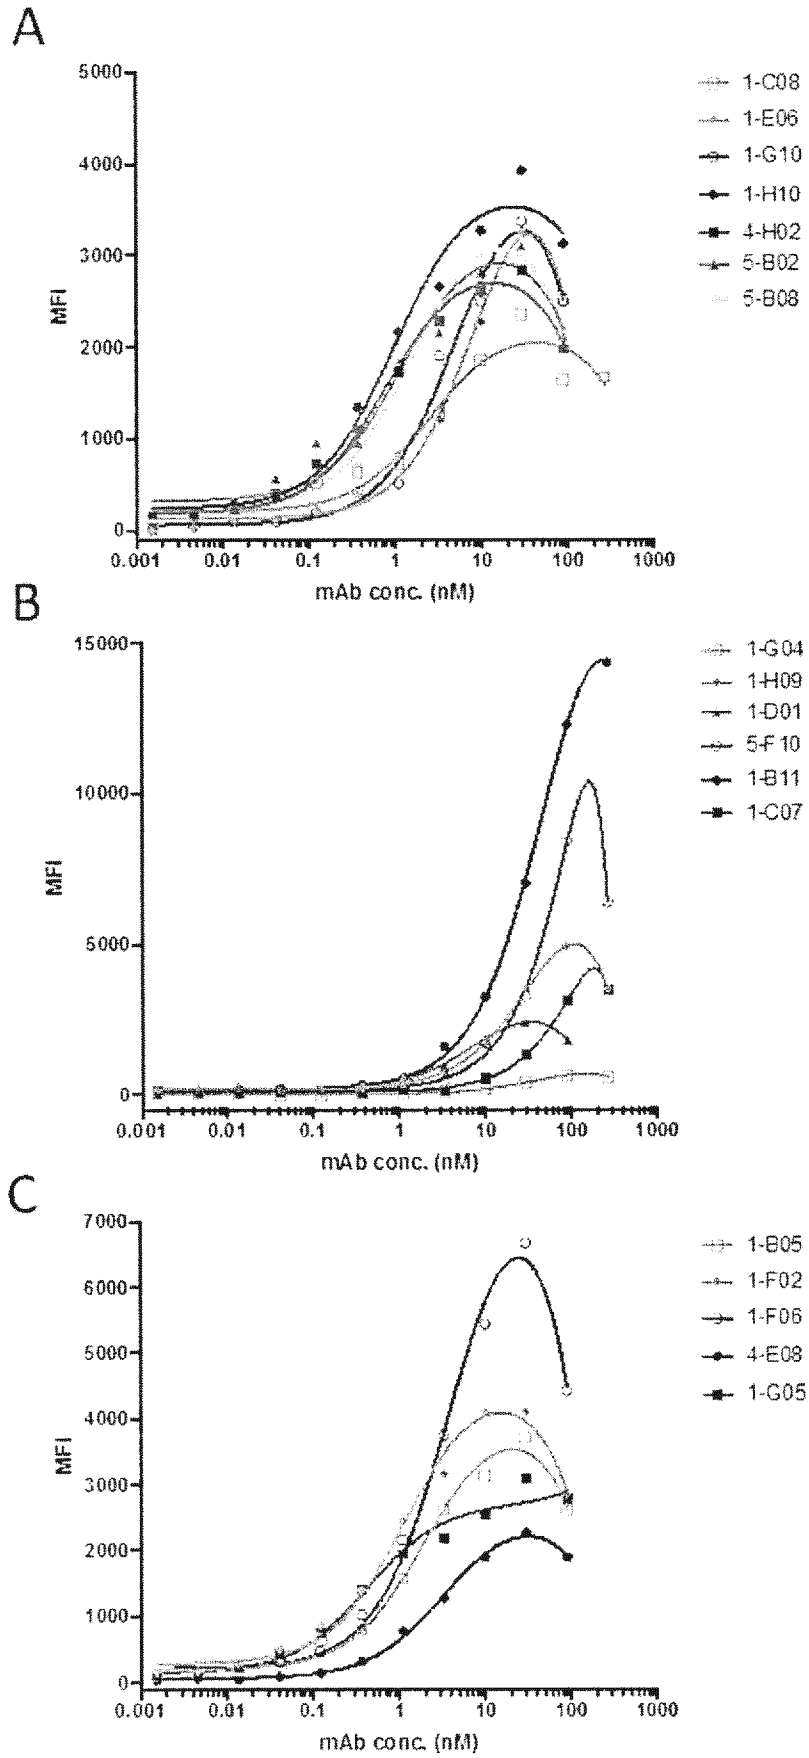 A
5000
4000
3000
2000
1000
0
MFI
0.001 0.01 0.1 1 10 100 1000
mAb conc. (nM)
1-C08
1-E06
1-G10
1-H10
4-H02
5-B02
5-B08
B
15000
10000
5000
0
MFI
0.001 0.01 0.1 1 10 100 1000
mAb conc. (nM)
1-G04
1-H09
1-D01
5-F10
1-B11
1-C07
C
7000
6000
5000
4000
3000
2000
1000
0
MFI
0.001 0.01 0.1 1 10 100 1000
mAb conc. (nM)
1-B05
1-F02
1-F06
4-E08
1-G05